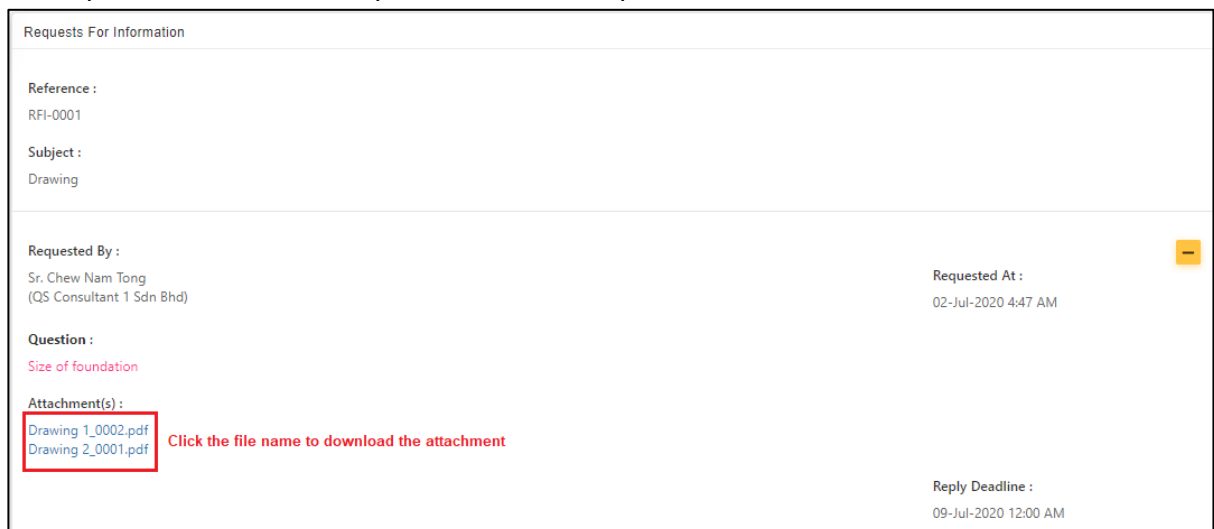 Requests For Information
Reference :
RFI-0001
Subject :
Drawing
Requested By :
Sr. Chew Nam Tong
(QS Consultant 1 Sdn Bhd)
Requested At :
02-Jul-2020 4:47 AM
Question :
Size of foundation
Attachment(s) :
Drawing 1_0002.pdf
Drawing 2_0001.pdf
Click the file name to download the attachment
Reply Deadline :
09-Jul-2020 12:00 AM